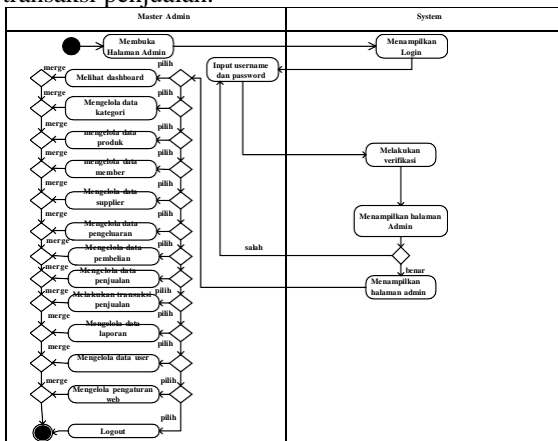 transaksi penjualan.
Master Admin
System
Membuka
Halaman Admin
Menampilkan
Login
Input username
dan password
merge
pilih
Melihat dashboard
merge
pilih
Mengelola data
kategori
merge
pilih
mengelola data
produk
merge
pilih
mengelola data
member
merge
pilih
Mengelola data
supplier
merge
pilih
Mengelola data
pengeluaran
merge
pilih
Mengelola data
pembelian
merge
pilih
Mengelola data
penjualan
merge
pilih
Melakukan transaksi
penjualan
merge
pilih
Mengelola data
laporan
merge
pilih
Mengelola data user
merge
pilih
Mengelola pengaturan
web
pilih
Logout
Melakukan
verifikasi
Menampilkan halaman
Admin
salah
benar
Menampilkan
halaman admin